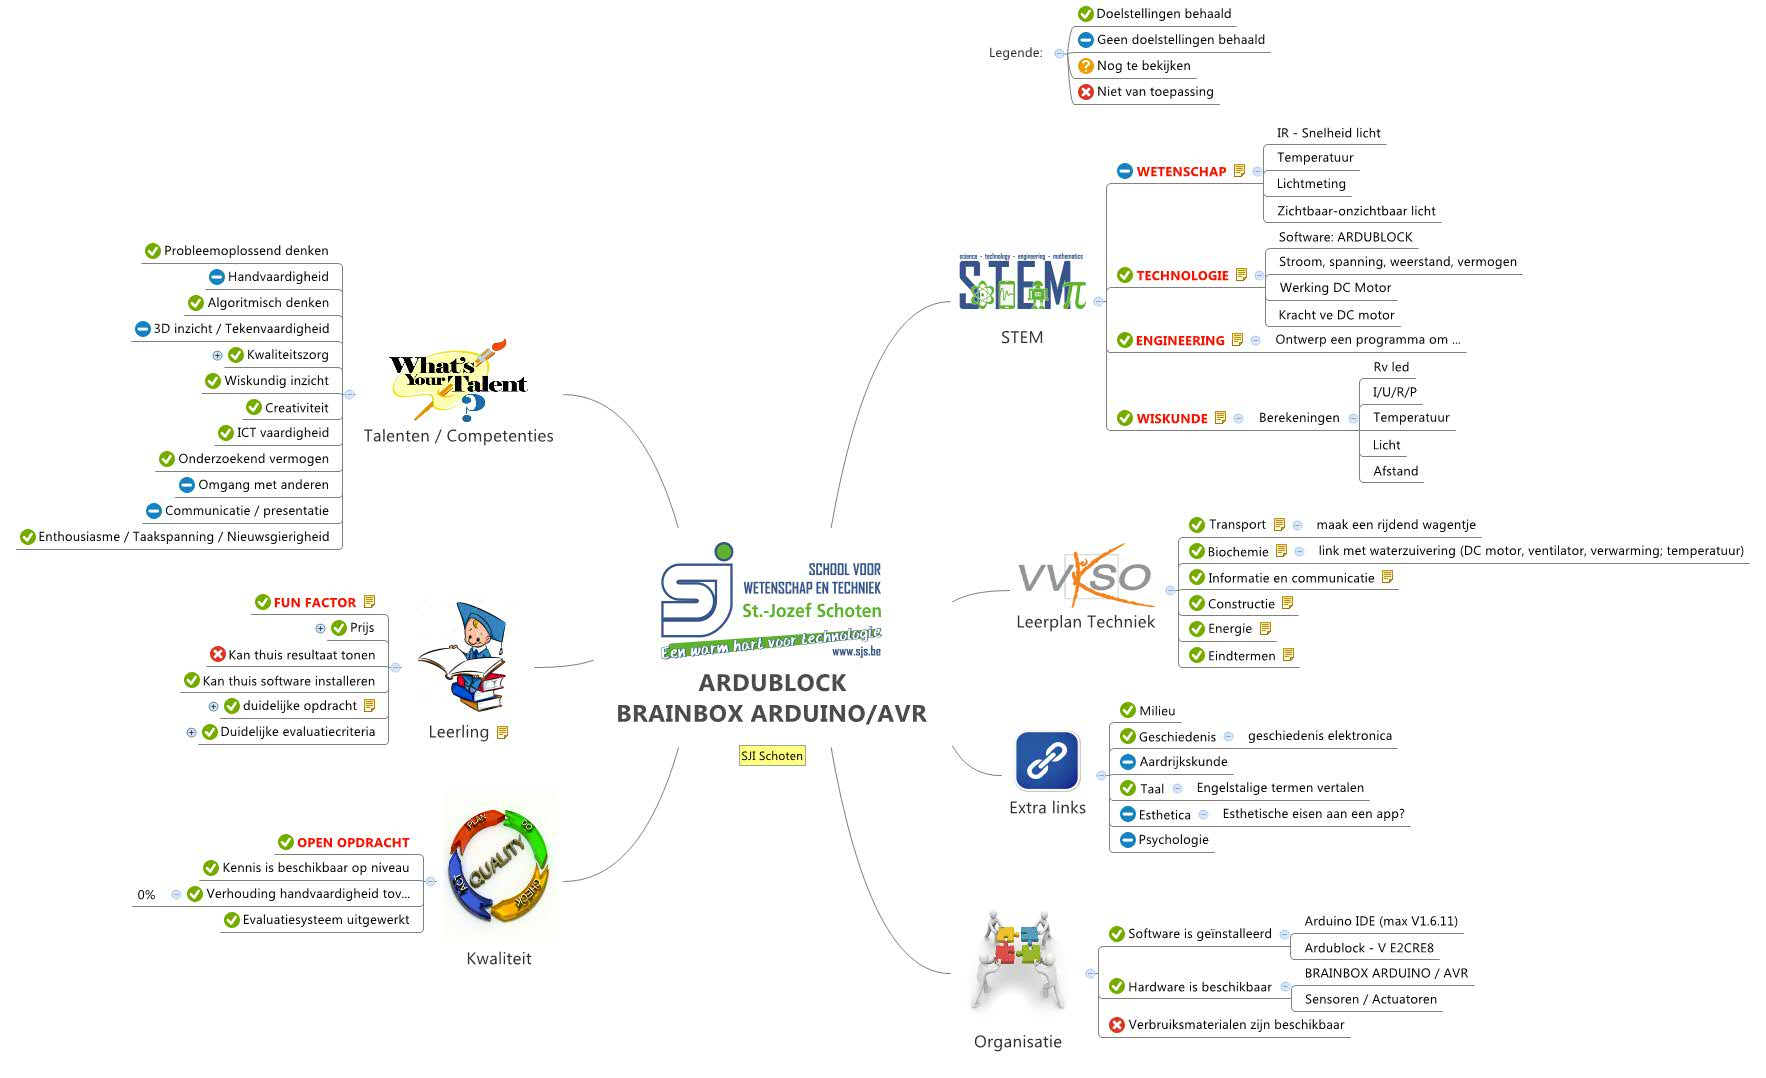 Legende:
Doelstellingen behaald
Geen doelstellingen behaald
Nog te bekijken
Niet van toepassing
science - technology - engineering - mathematics
STEM π
STEM
WETENSCHAP
IR - Snelheid licht
Temperatuur
Lichtmeting
Zichtbaar-onzichtbaar licht
TECHNOLOGIE
Software: ARDUBLOCK
Stroom, spanning, weerstand, vermogen
Werking DC Motor
Kracht ve DC motor
ENGINEERING
Ontwerp een programma om ...
WISKUNDE
Berekeningen
Rv led
I/U/R/P
Temperatuur
Licht
Afstand
What's
Your Talent
?
Talenten / Competenties
Probleemoplossend denken
Handvaardigheid
Algoritmisch denken
3D inzicht / Tekenvaardigheid
Kwaliteitszorg
Wiskundig inzicht
Creativiteit
ICT vaardigheid
Onderzoekend vermogen
Omgang met anderen
Communicatie / presentatie
Enthousiasme / Taakspanning / Nieuwsgierigheid
VVKSO
Leerplan Techniek
Transport
maak een rijdend wagentje
Biochemie
link met waterzuivering (DC motor, ventilator, verwarming; temperatuur)
Informatie en communicatie
Constructie
Energie
Eindtermen
sji
SCHOOL VOOR
WETENSCHAP EN TECHNIEK
St.-Jozef Schoten
Een warm hart voor technologie
www.sjs.be
ARDUBLOCK
BRAINBOX ARDUINO/AVR
SJI Schoten
Leerling
FUN FACTOR
Prijs
Kan thuis resultaat tonen
Kan thuis software installeren
duidelijke opdracht
Duidelijke evaluatiecriteria
Extra links
Milieu
Geschiedenis
geschiedenis elektronica
Aardrijkskunde
Taal
Engelstalige termen vertalen
Esthetica
Esthetische eisen aan een app?
Psychologie
PLAN
DO
CHECK
ACT
QUALITY
Kwaliteit
OPEN OPDRACHT
Kennis is beschikbaar op niveau
Verhouding handvaardigheid tov...
0%
Evaluatiesysteem uitgewerkt
Organisatie
Software is geïnstalleerd
Arduino IDE (max V1.6.11)
Ardublock - V E2CRE8
Hardware is beschikbaar
BRAINBOX ARDUINO / AVR
Sensoren / Actuatoren
Verbruiksmaterialen zijn beschikbaar